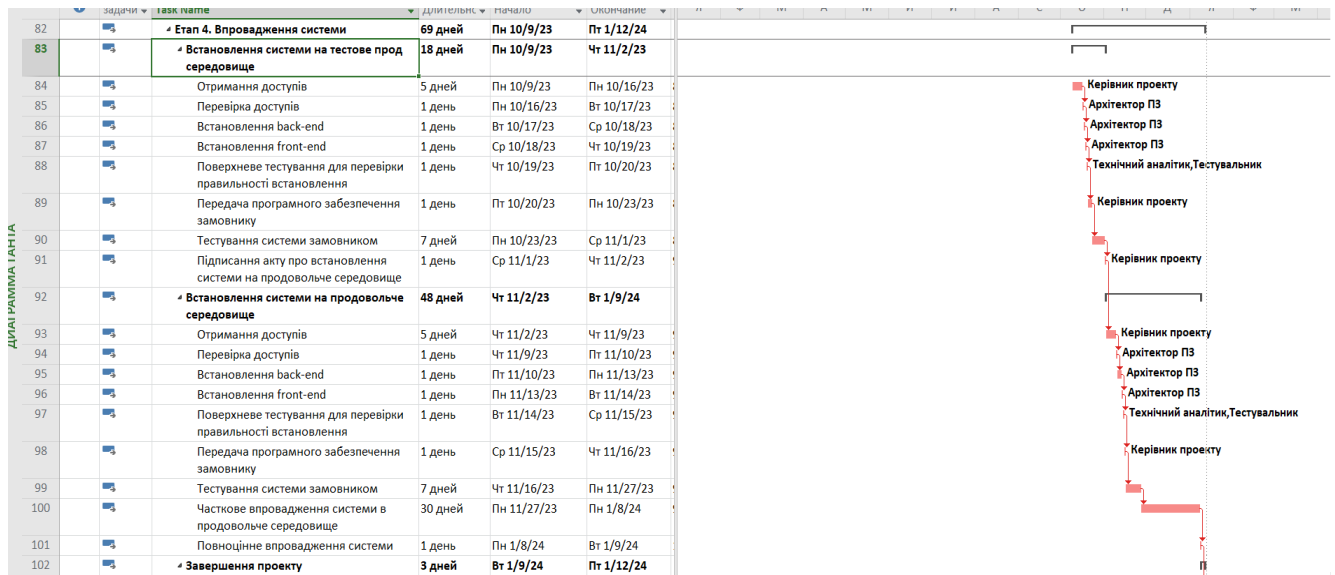 задачи Task Name Длительнс Начало Окончание
82 Етап 4. Впровадження системи 69 дней Пн 10/9/23 Пт 1/12/24
83 Встановлення системи на тестове прод 18 дней Пн 10/9/23 Чт 11/2/23
середовище
84 Отримання доступів 5 дней Пн 10/9/23 Пн 10/16/23 Керівник проекту
85 Перевірка доступів 1 день Пн 10/16/23 Вт 10/17/23 Архітектор ПЗ
86 Встановлення back-end 1 день Вт 10/17/23 Ср 10/18/23 Архітектор ПЗ
87 Встановлення front-end 1 день Ср 10/18/23 Чт 10/19/23 Архітектор ПЗ
88 Поверхневе тестування для перевірки 1 день Чт 10/19/23 Пт 10/20/23 Технічний аналітик,Тестувальник
правильності встановлення
89 Передача програмного забезпечення 1 день Пт 10/20/23 Пн 10/23/23 Керівник проекту
замовнику
90 Тестування системи замовником 7 дней Пн 10/23/23 Ср 11/1/23
91 Підписання акту про встановлення 1 день Ср 11/1/23 Чт 11/2/23 Керівник проекту
системи на продовольче середовище
92 Встановлення системи на продовольче 48 дней Чт 11/2/23 Вт 1/9/24
середовище
93 Отримання доступів 5 дней Чт 11/2/23 Чт 11/9/23 Керівник проекту
94 Перевірка доступів 1 день Чт 11/9/23 Пт 11/10/23 Архітектор ПЗ
95 Встановлення back-end 1 день Пт 11/10/23 Пн 11/13/23 Архітектор ПЗ
96 Встановлення front-end 1 день Пн 11/13/23 Вт 11/14/23 Архітектор ПЗ
97 Поверхневе тестування для перевірки 1 день Вт 11/14/23 Ср 11/15/23 Технічний аналітик,Тестувальник
правильності встановлення
98 Передача програмного забезпечення 1 день Ср 11/15/23 Чт 11/16/23 Керівник проекту
замовнику
99 Тестування системи замовником 7 дней Чт 11/16/23 Пн 11/27/23
100 Часткове впровадження системи в 30 дней Пн 11/27/23 Пн 1/8/24
продовольче середовище
101 Повноцінне впровадження системи 1 день Пн 1/8/24 Вт 1/9/24
102 Завершення проекту 3 дней Вт 1/9/24 Пт 1/12/24
ДИАГРАММА ГАНТА